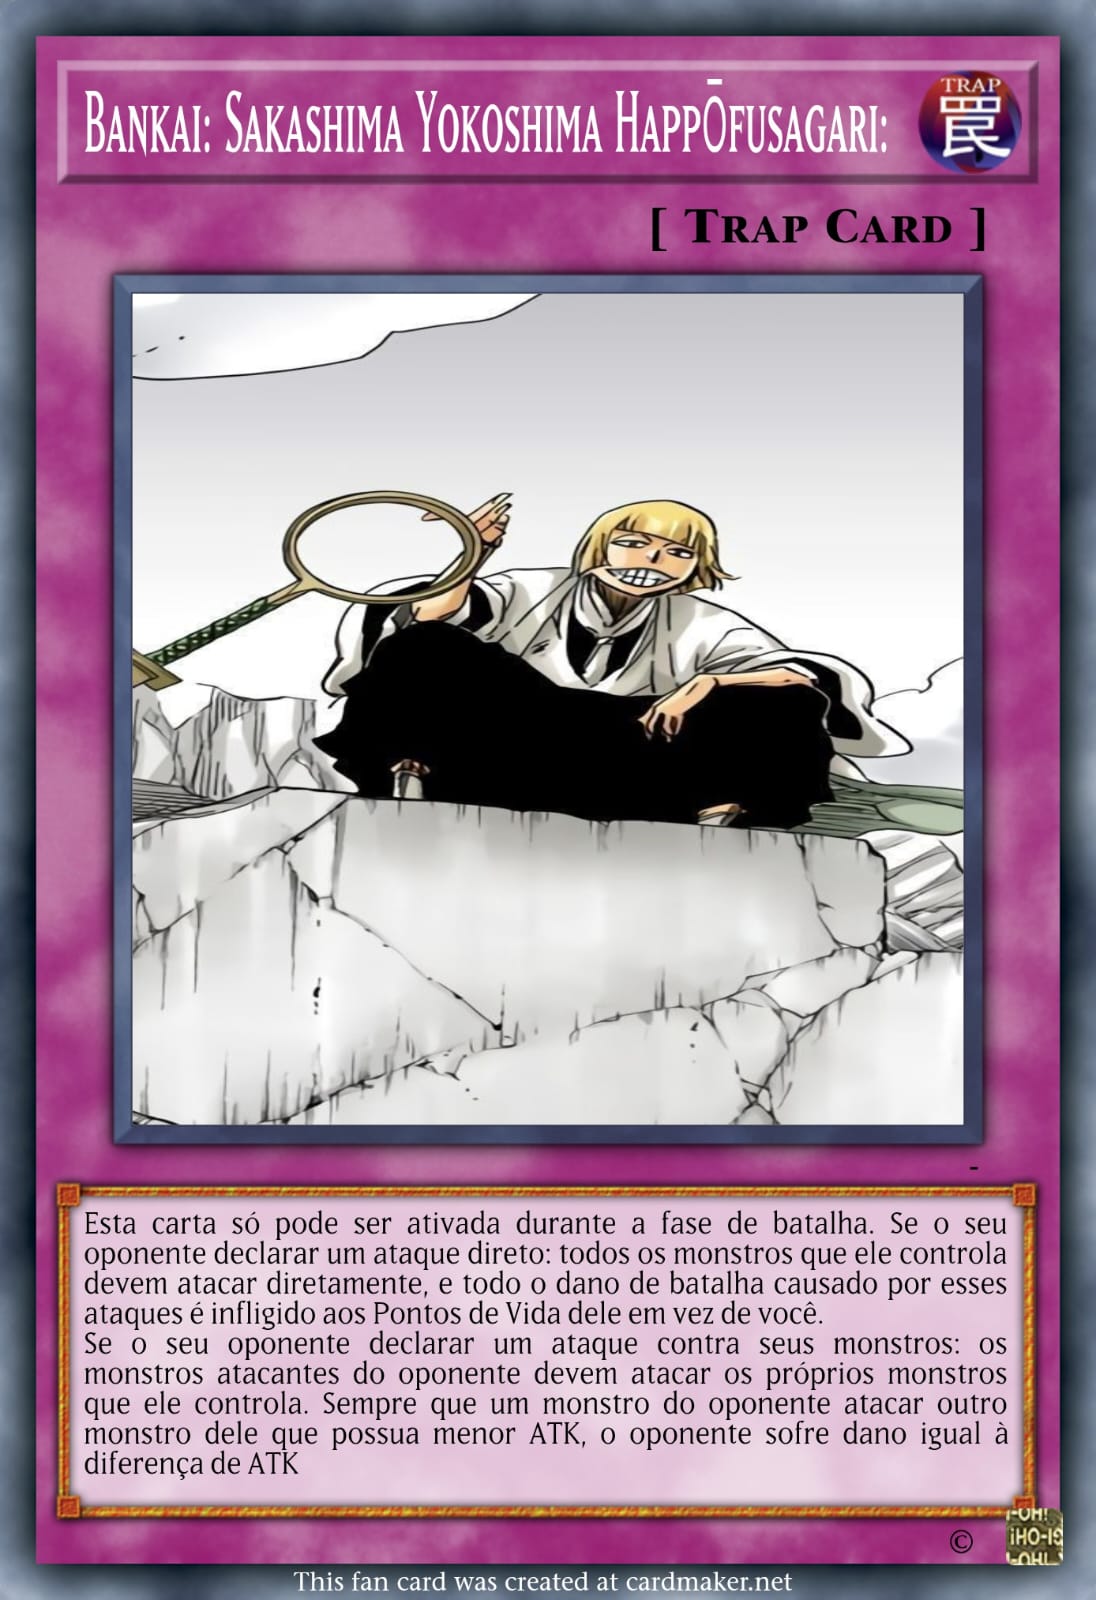 Bankai: Sakashima Yokoshima Happōfusagari:
TRAP
罠
[ Trap Card ]
-
Esta carta só pode ser ativada durante a fase de batalha. Se o seu
oponente declarar um ataque direto: todos os monstros que ele controla
devem atacar diretamente, e todo o dano de batalha causado por esses
ataques é infligido aos Pontos de Vida dele em vez de você.
Se o seu oponente declarar um ataque contra seus monstros: os
monstros atacantes do oponente devem atacar os próprios monstros
que ele controla. Sempre que um monstro do oponente atacar outro
monstro dele que possua menor ATK, o oponente sofre dano igual à
diferença de ATK
©
This fan card was created at cardmaker.net